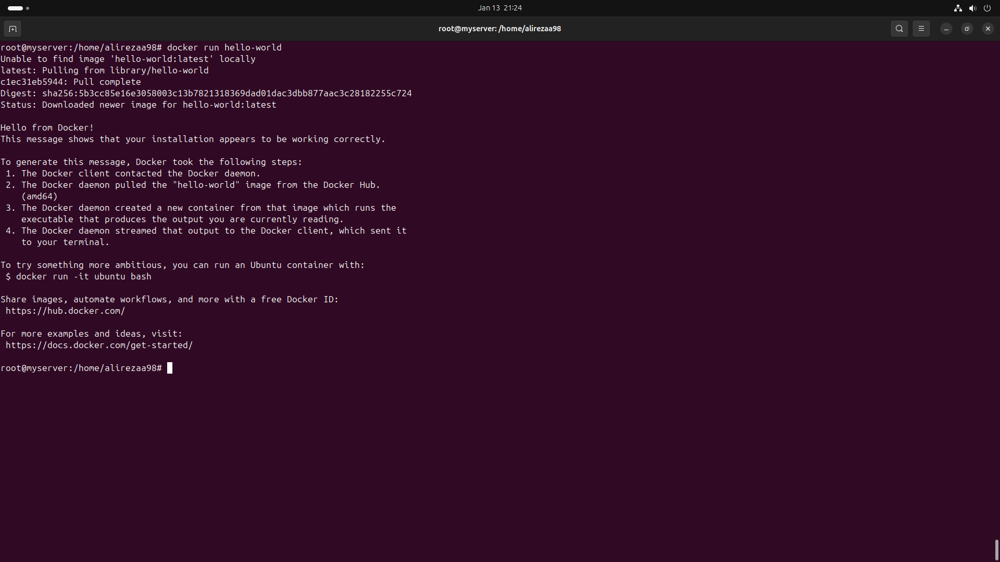 Jan 13 21:24
root@myserver: /home/alirezaa98
root@myserver:/home/alirezaa98# docker run hello-world
Unable to find image 'hello-world:latest' locally
latest: Pulling from library/hello-world
c1ec31eb5944: Pull complete
Digest: sha256:5b3cc85e16e3058003c13b7821318369dad01dac3dbb877aac3c28182255c724
Status: Downloaded newer image for hello-world:latest

Hello from Docker!
This message shows that your installation appears to be working correctly.

To generate this message, Docker took the following steps:
 1. The Docker client contacted the Docker daemon.
 2. The Docker daemon pulled the "hello-world" image from the Docker Hub.
    (amd64)
 3. The Docker daemon created a new container from that image which runs the
    executable that produces the output you are currently reading.
 4. The Docker daemon streamed that output to the Docker client, which sent it
    to your terminal.

To try something more ambitious, you can run an Ubuntu container with:
 $ docker run -it ubuntu bash

Share images, automate workflows, and more with a free Docker ID:
 https://hub.docker.com/

For more examples and ideas, visit:
 https://docs.docker.com/get-started/

root@myserver:/home/alirezaa98#